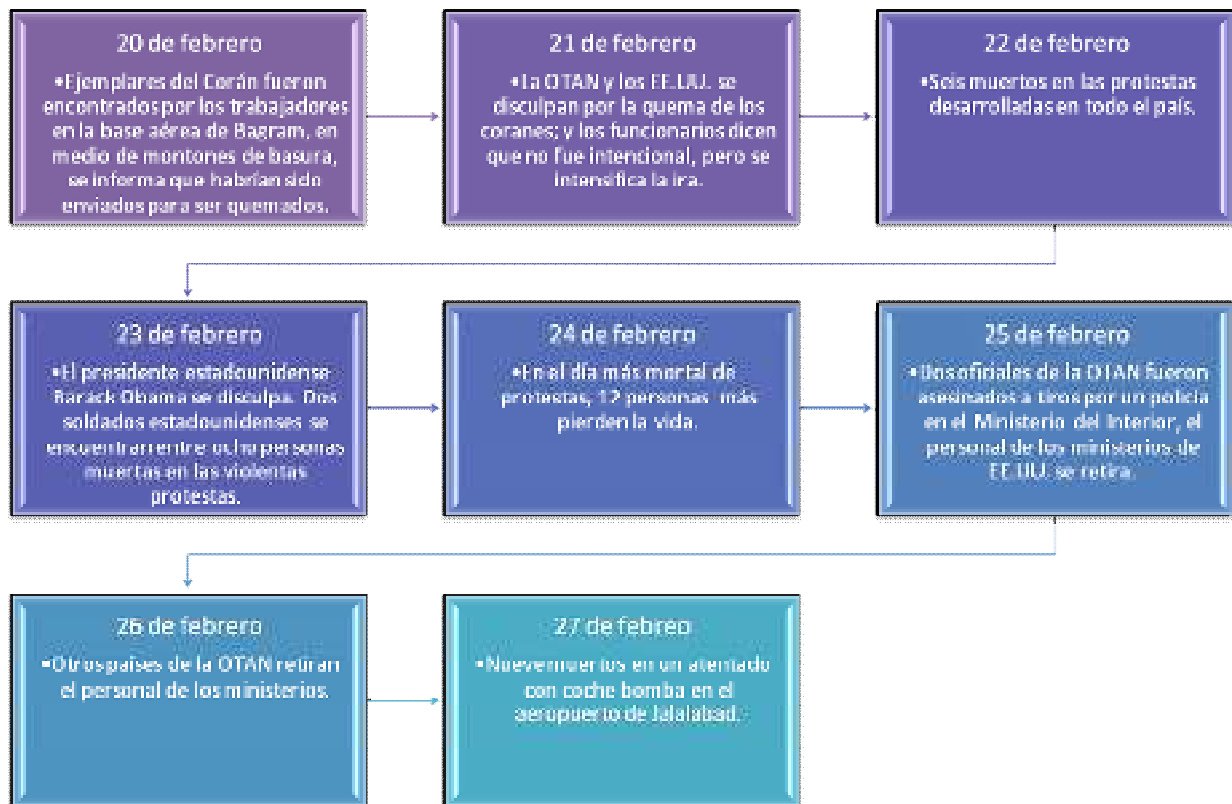 20 de febrero
•Ejemplares del Corán fueron
encontrados por los trabajadores
en la base aérea de Bagram, en
medio de montones de basura,
se informa que habrían sido
enviados para ser quemados.
21 de febrero
•La OTAN y los EE.UU. se
disculpan por la quema de los
coranes; y los funcionarios dicen
que no fue intencional, pero se
intensifica la ira.
22 de febrero
•Seis muertos en las protestas
desarrolladas en todo el país.
23 de febrero
•El presidente estadounidense
Barack Obama se disculpa. Dos
soldados estadounidenses se
encuentran entre ocho personas
muertas en las violentas
protestas.
24 de febrero
•En el día más mortal de
protestas, 12 personas más
pierden la vida.
25 de febrero
•Dos oficiales de la OTAN fueron
asesinados a tiros por un policía
en el Ministerio del Interior, el
personal de los ministerios de
EE.UU. se retira.
26 de febrero
•Otros países de la OTAN retiran
el personal de los ministerios.
27 de febreo
•Nueve muertos en un atentado
con coche bomba en el
aeropuerto de Jalalabad.